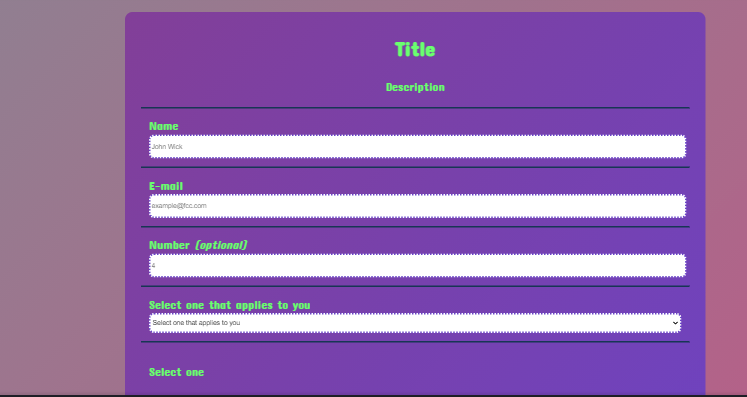 Title
Description
Name
John Wick
E-mail
example@fcc.com
Number (optional)
4
Select one that applies to you
Select one that applies to you
Select one